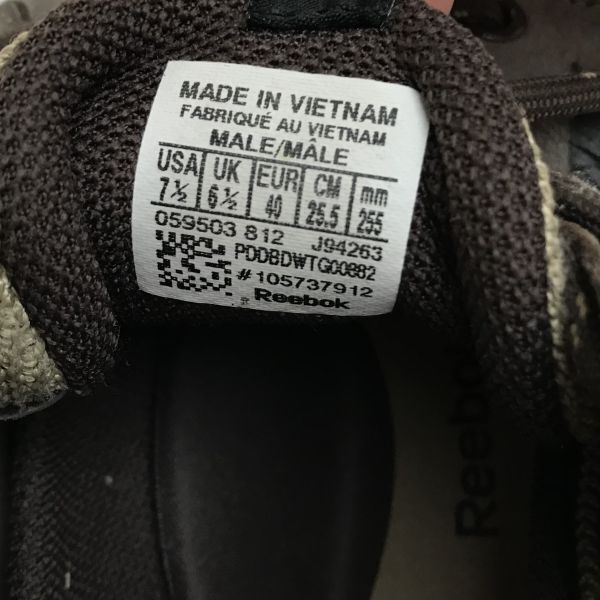 MADE IN VIETNAM
FABRIQUÉ AU VIETNAM
MALE/MÂLE
USA UK EUR CM mm
7½ 6½ 40 25.5 255
059503 812 J94263
PDDBDWTG00882
#105737912
Reebok
Reebok